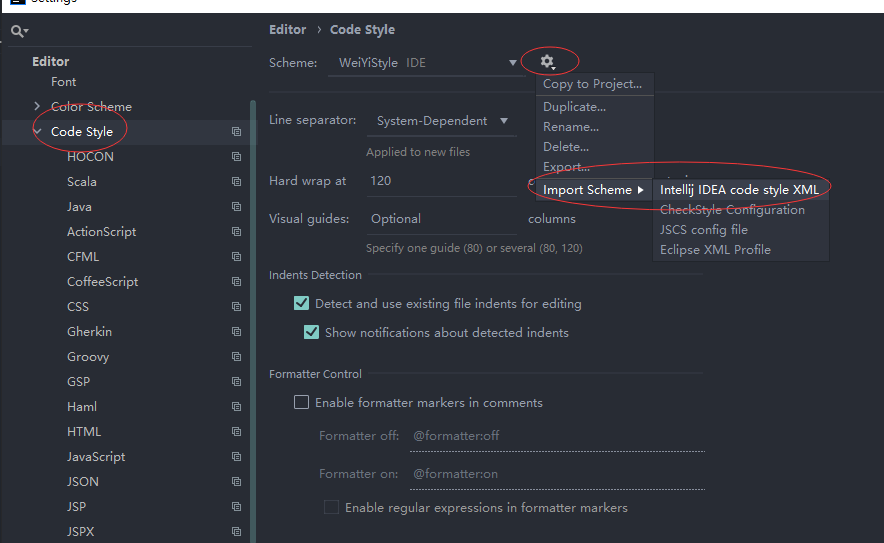 Settings
Editor › Code Style
Editor
Font
Color Scheme
Code Style
HOCON
Scala
Java
ActionScript
CFML
CoffeeScript
CSS
Gherkin
Groovy
GSP
Haml
HTML
JavaScript
JSON
JSP
JSPX
Scheme: WeiYiStyle IDE
Copy to Project...
Duplicate...
Rename...
Delete...
Export...
Import Scheme
Intellij IDEA code style XML
CheckStyle Configuration
JSCS config file
Eclipse XML Profile
Line separator: System-Dependent
Applied to new files
Hard wrap at 120
Visual guides: Optional columns
Specify one guide (80) or several (80, 120)
Indents Detection
Detect and use existing file indents for editing
Show notifications about detected indents
Formatter Control
Enable formatter markers in comments
Formatter off: @formatter:off
Formatter on: @formatter:on
Enable regular expressions in formatter markers